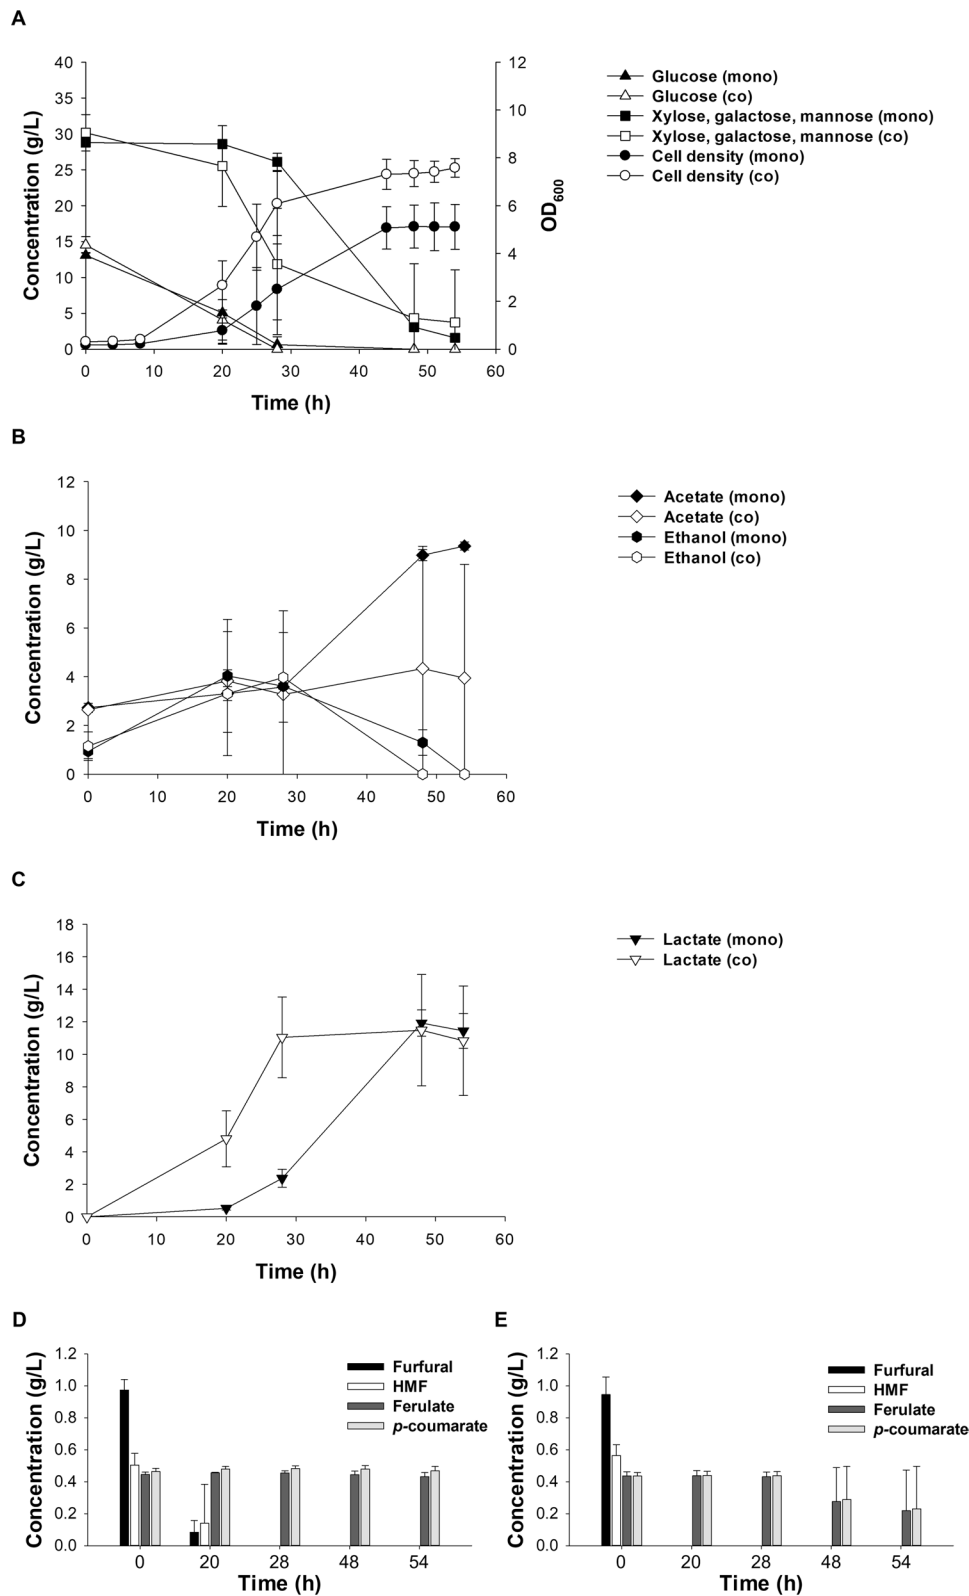 A
Concentration (g/L)
40
35
30
25
20
15
10
5
0
12
10
8
6
4
2
0
OD600
0 10 20 30 40 50 60
Time (h)
Glucose (mono)
Glucose (co)
Xylose, galactose, mannose (mono)
Xylose, galactose, mannose (co)
Cell density (mono)
Cell density (co)
B
Concentration (g/L)
12
10
8
6
4
2
0
0 10 20 30 40 50 60
Time (h)
Acetate (mono)
Acetate (co)
Ethanol (mono)
Ethanol (co)
C
Concentration (g/L)
18
16
14
12
10
8
6
4
2
0
0 10 20 30 40 50 60
Time (h)
Lactate (mono)
Lactate (co)
D
Concentration (g/L)
1.2
1.0
0.8
0.6
0.4
0.2
0.0
0 20 28 48 54
Time (h)
Furfural
HMF
Ferulate
p-coumarate
E
Concentration (g/L)
1.2
1.0
0.8
0.6
0.4
0.2
0.0
0 20 28 48 54
Time (h)
Furfural
HMF
Ferulate
p-coumarate